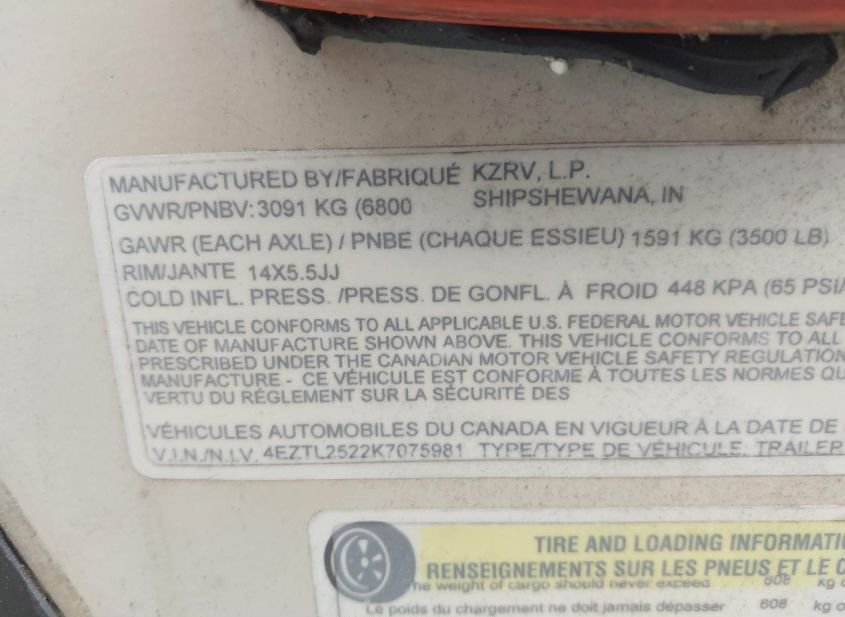 MANUFACTURED BY/FABRIQUÉ KZRV, L.P.
GVWR/PNBV: 3091 KG (6800 SHIPSHEWANA, IN
GAWR (EACH AXLE) / PNBE (CHAQUE ESSIEU) 1591 KG (3500 LB)
RIM/JANTE 14X5.5JJ
COLD INFL. PRESS. /PRESS. DE GONFL. À FROID 448 KPA (65 PSI/
THIS VEHICLE CONFORMS TO ALL APPLICABLE U.S. FEDERAL MOTOR VEHICLE SAFE
DATE OF MANUFACTURE SHOWN ABOVE. THIS VEHICLE CONFORMS TO ALL
PRESCRIBED UNDER THE CANADIAN MOTOR VEHICLE SAFETY REGULATION
MANUFACTURE - CE VÉHICULE EST CONFORME À TOUTES LES NORMES QU
VERTU DU RÉGLEMENT SUR LA SÉCURITÉ DES
VÉHICULES AUTOMOBILES DU CANADA EN VIGUEUR À LA DATE DE
V.I.N./N.I.V. 4EZTL2522K7075981 TYPE/TYPE DE VÉHICULE: TRAILER
TIRE AND LOADING INFORMATI
RENSEIGNEMENTS SUR LES PNEUS ET LE C
he weight of cargo should never exceed 608 kg o
Le poids du chargement ne doit jamais dépasser 608 kg o